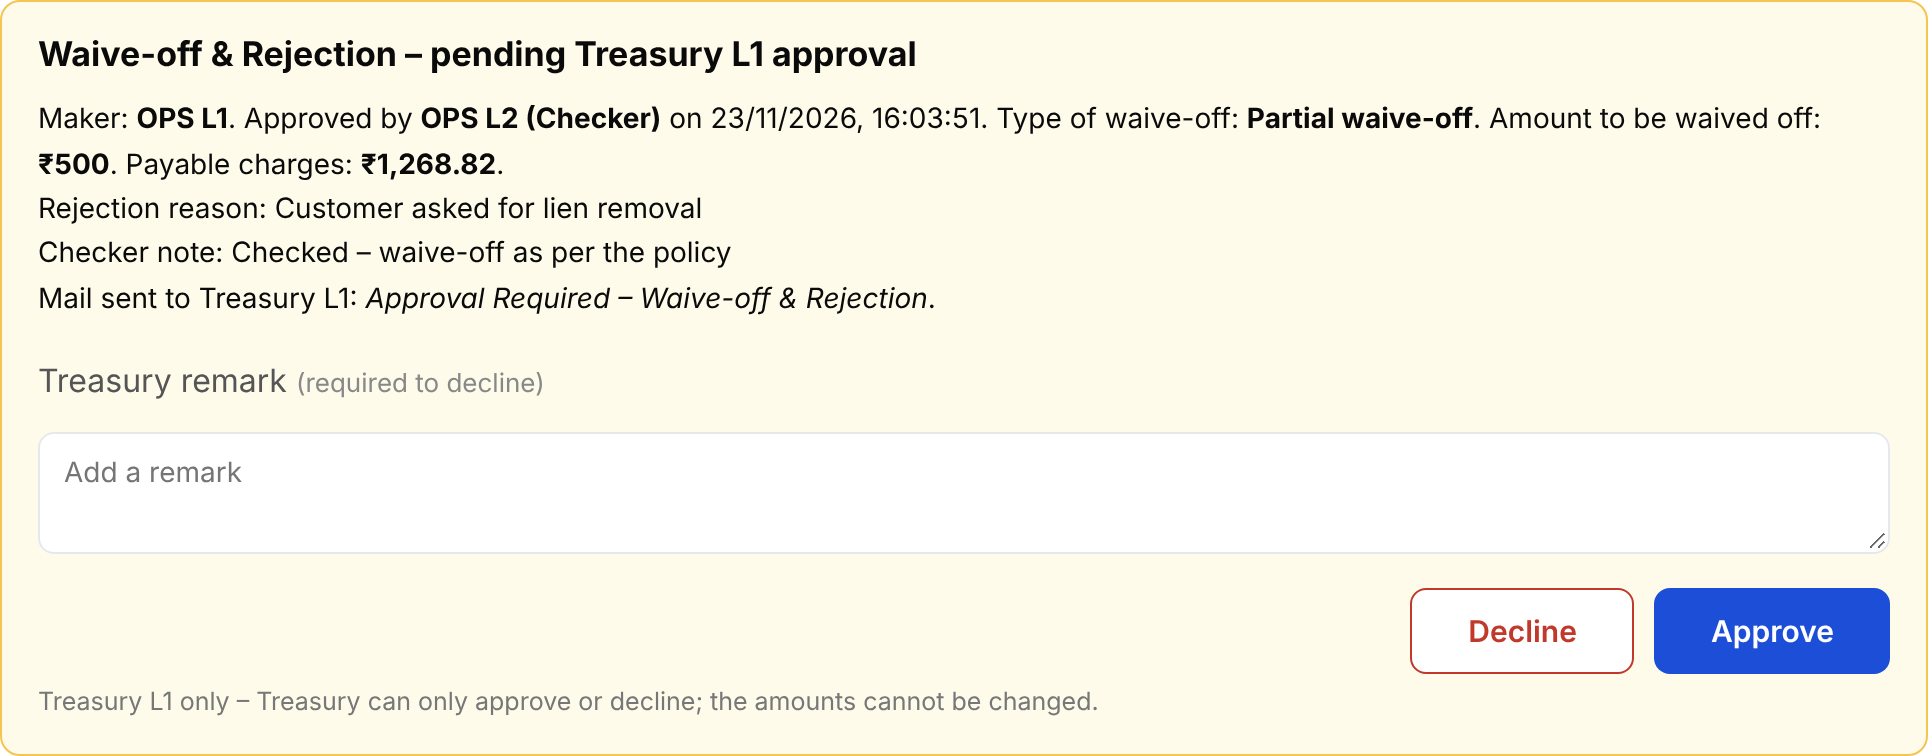 Waive-off & Rejection – pending Treasury L1 approval
Maker: OPS L1. Approved by OPS L2 (Checker) on 23/11/2026, 16:03:51. Type of waive-off: Partial waive-off. Amount to be waived off:
₹500. Payable charges: ₹1,268.82.
Rejection reason: Customer asked for lien removal
Checker note: Checked – waive-off as per the policy
Mail sent to Treasury L1: Approval Required – Waive-off & Rejection.
Treasury remark (required to decline)
Add a remark
Decline Approve
Treasury L1 only – Treasury can only approve or decline; the amounts cannot be changed.